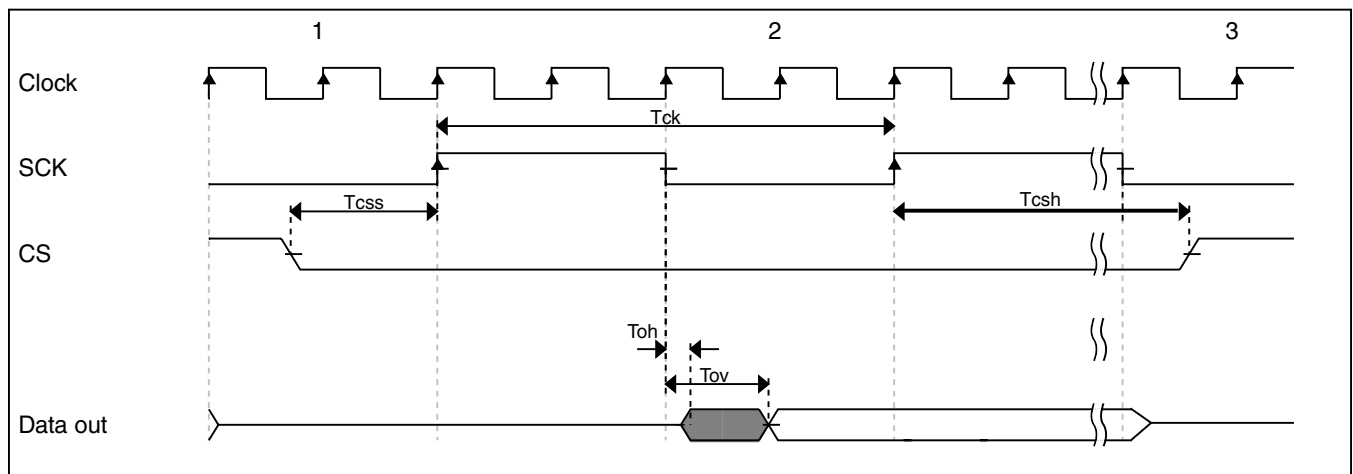 1 2 3
Clock
Tck
SCK
Tcss Tcsh
CS
Toh
Tov
Data out